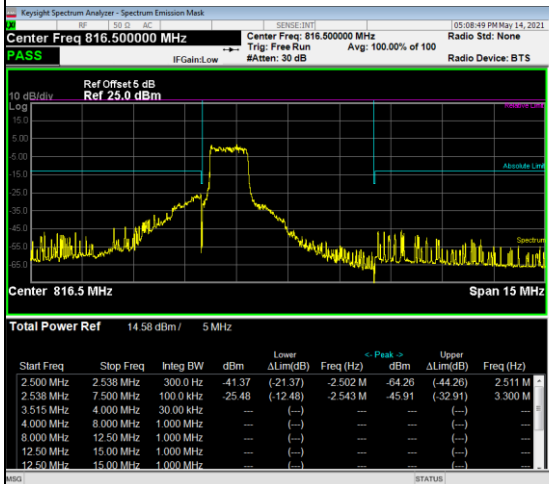 Keysight Spectrum Analyzer - Spectrum Emission Mask
RF 50 Ω AC SENSE:INT 05:08:49 PM May 14, 2021
Center Freq 816.500000 MHz Center Freq: 816.500000 MHz Radio Std: None
Trig: Free Run Avg: 100.00% of 100
PASS IFGain:Low #Atten: 30 dB Radio Device: BTS
Ref Offset 5 dB
10 dB/div Ref 25.0 dBm
Log
Relative Limit
15.0
5.00
-5.00
Absolute Limit
-15.0
-25.0
-35.0
-45.0
Spectrum
-55.0
-65.0
Center 816.5 MHz Span 15 MHz
Total Power Ref 14.58 dBm / 5 MHz
Lower <- Peak -> Upper
Start Freq Stop Freq Integ BW dBm ΔLim(dB) Freq (Hz) dBm ΔLim(dB) Freq (Hz)
2.500 MHz 2.538 MHz 300.0 Hz -41.37 (-21.37) -2.502 M -64.26 (-44.26) 2.511 M
2.538 MHz 7.500 MHz 100.0 kHz -25.48 (-12.48) -2.543 M -45.91 (-32.91) 3.300 M
3.515 MHz 4.000 MHz 30.00 kHz --- (---) --- --- (---) ---
4.000 MHz 8.000 MHz 1.000 MHz --- (---) --- --- (---) ---
8.000 MHz 12.50 MHz 1.000 MHz --- (---) --- --- (---) ---
12.50 MHz 15.00 MHz 1.000 MHz --- (---) --- --- (---) ---
12.50 MHz 15.00 MHz 1.000 MHz --- (---) --- --- (---) ---
MSG STATUS